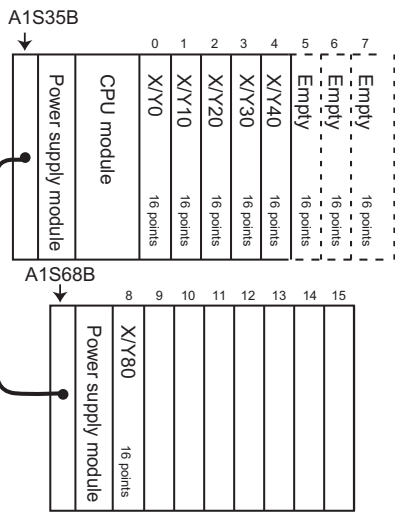 A1S35B
0 1 2 3 4 5 6 7
Power supply module
CPU module
X/Y0 16 points
X/Y10 16 points
X/Y20 16 points
X/Y30 16 points
X/Y40 16 points
Empty 16 points
Empty 16 points
Empty 16 points
A1S68B
8 9 10 11 12 13 14 15
Power supply module
X/Y80 16 points